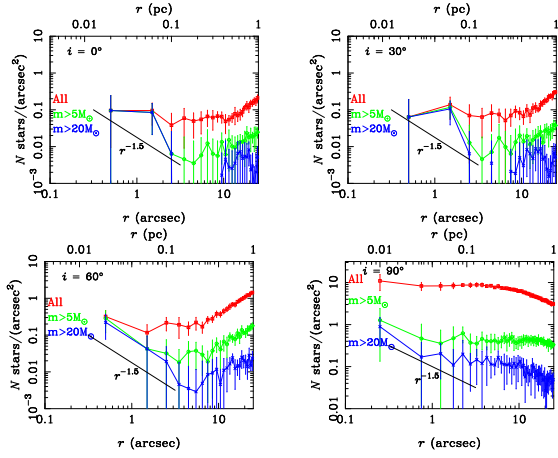 r (pc)
0.01 0.1 1
i = 0°
All
m>5M⊙
m>20M⊙
r⁻¹·⁵
N stars/(arcsec²)
10
1
0.1
0.01
10⁻³
0.1 1 10
r (arcsec)
r (pc)
0.01 0.1 1
i = 30°
All
m>5M⊙
m>20M⊙
r⁻¹·⁵
N stars/(arcsec²)
10
1
0.1
0.01
10⁻³
0.1 1 10
r (arcsec)
r (pc)
0.01 0.1 1
i = 60°
All
m>5M⊙
m>20M⊙
r⁻¹·⁵
N stars/(arcsec²)
10
1
0.1
0.01
10⁻³
0.1 1 10
r (arcsec)
r (pc)
0.01 0.1 1
i = 90°
All
m>5M⊙
m>20M⊙
r⁻¹·⁵
N stars/(arcsec²)
100
10
1
0.1
0.01
0.1 1 10
r (arcsec)